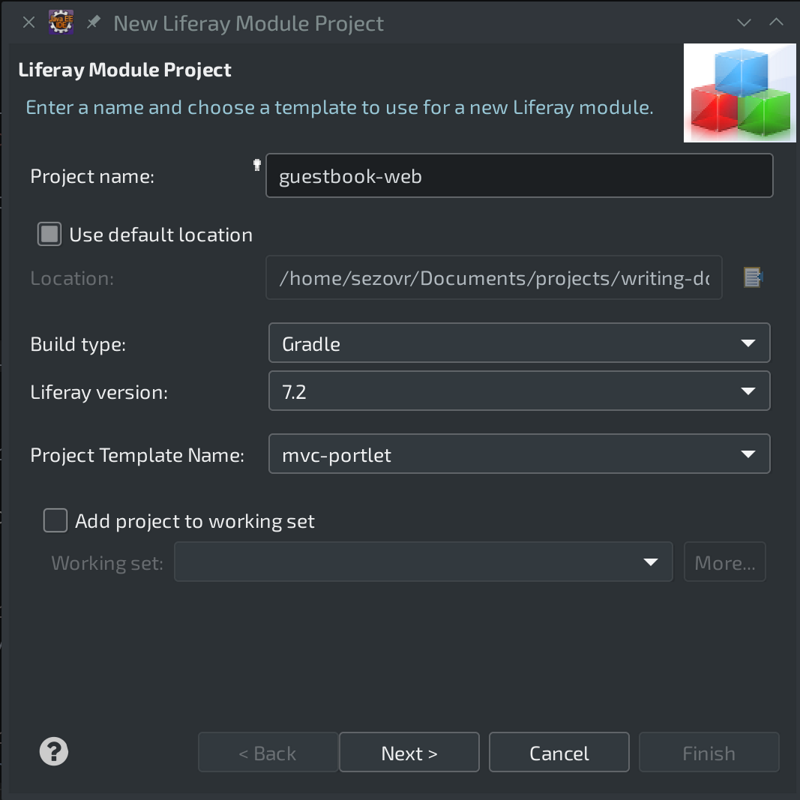 New Liferay Module Project
Liferay Module Project
Enter a name and choose a template to use for a new Liferay module.
Project name: guestbook-web
Use default location
Location: /home/sezovr/Documents/projects/writing-do
Build type: Gradle
Liferay version: 7.2
Project Template Name: mvc-portlet
Add project to working set
Working set: More...
? < Back Next > Cancel Finish